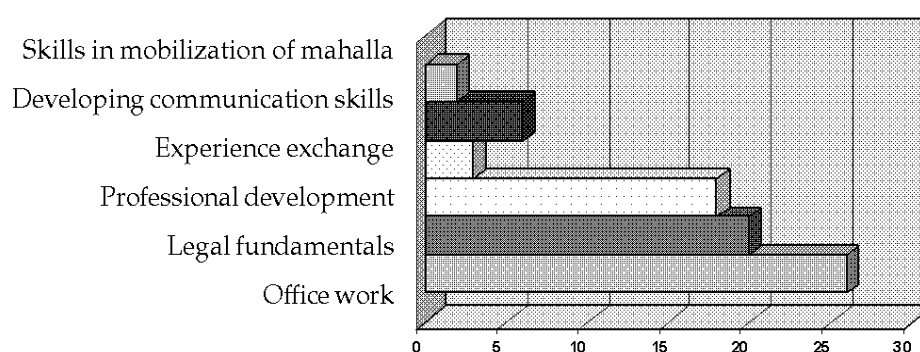 Skills in mobilization of mahalla
Developing communication skills
Experience exchange
Professional development
Legal fundamentals
Office work
0 5 10 15 20 25 30